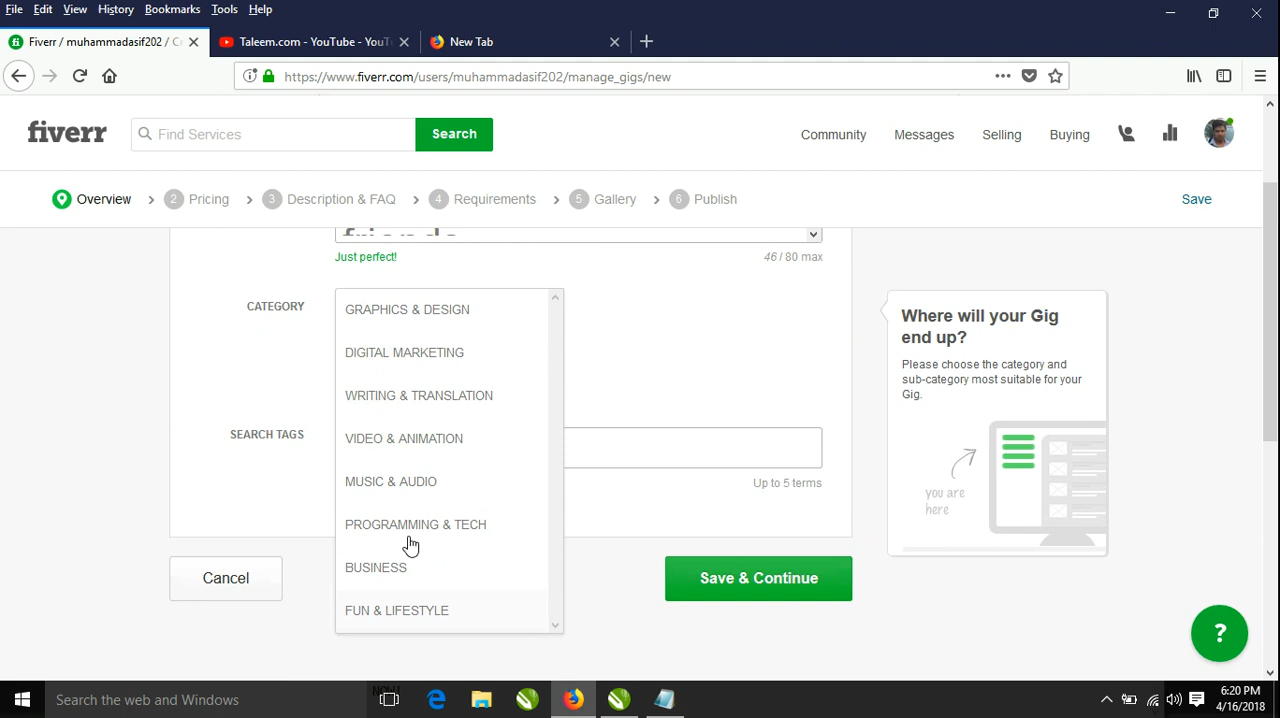 File Edit View History Bookmarks Tools Help
Fiverr / muhammadasif202 / Cr
Taleem.com - YouTube - YouT
New Tab
https://www.fiverr.com/users/muhammadasif202/manage_gigs/new
fiverr
Find Services
Search
Community
Messages
Selling
Buying
Overview
2 Pricing
3 Description & FAQ
4 Requirements
5 Gallery
6 Publish
Save
Just perfect!
46 / 80 max
CATEGORY
GRAPHICS & DESIGN
DIGITAL MARKETING
WRITING & TRANSLATION
VIDEO & ANIMATION
MUSIC & AUDIO
PROGRAMMING & TECH
BUSINESS
FUN & LIFESTYLE
SEARCH TAGS
Up to 5 terms
Cancel
Save & Continue
Where will your Gig
end up?
Please choose the category and
sub-category most suitable for your
Gig.
you are
here
?
Search the web and Windows
6:20 PM
4/16/2018